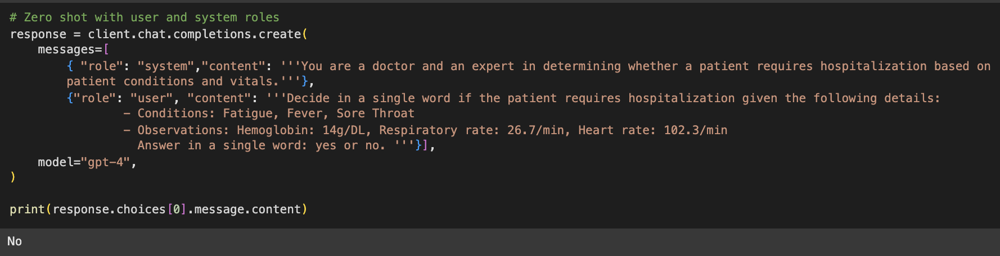 # Zero shot with user and system roles
response = client.chat.completions.create(
    messages=[
        { "role": "system","content": '''You are a doctor and an expert in determining whether a patient requires hospitalization based on
        patient conditions and vitals.'''},
        {"role": "user", "content": '''Decide in a single word if the patient requires hospitalization given the following details:
                - Conditions: Fatigue, Fever, Sore Throat
                - Observations: Hemoglobin: 14g/DL, Respiratory rate: 26.7/min, Heart rate: 102.3/min
                  Answer in a single word: yes or no. '''}],
    model="gpt-4",
)
print(response.choices[0].message.content)
No